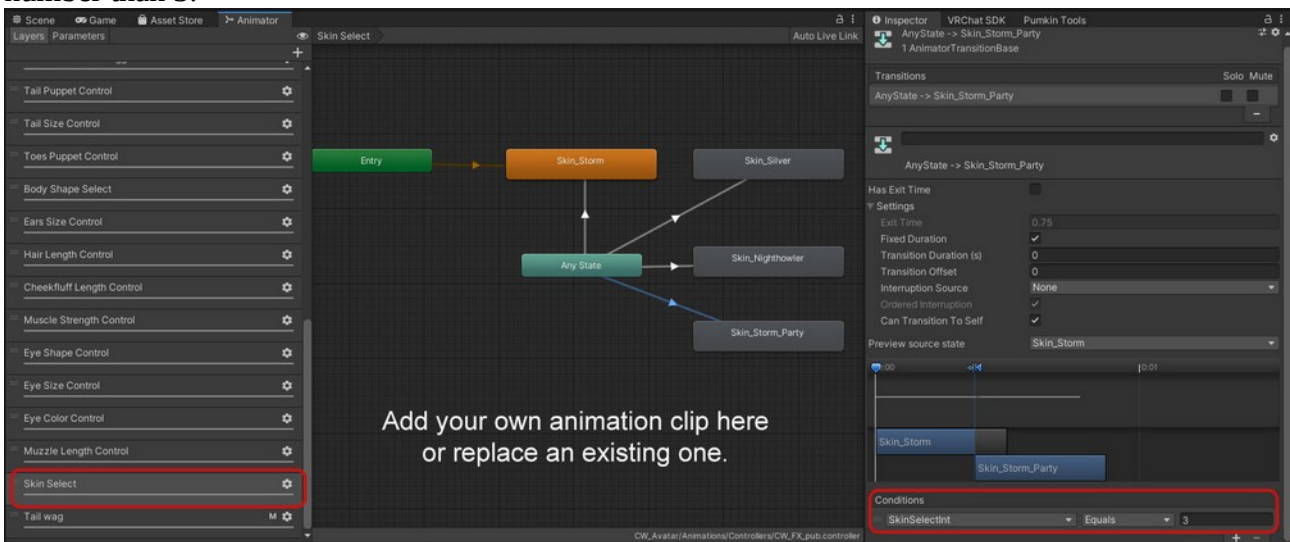 number than 3.
Scene Game Asset Store Animator
Inspector VRChat SDK Pumkin Tools
Layers Parameters
Skin Select
Auto Live Link
AnyState -> Skin_Storm_Party
1 AnimatorTransitionBase
Transitions Solo Mute
AnyState -> Skin_Storm_Party
Tail Puppet Control
Tail Size Control
Toes Puppet Control
Body Shape Select
Ears Size Control
Hair Length Control
Cheekfluff Length Control
Muscle Strength Control
Eye Shape Control
Eye Size Control
Eye Color Control
Muzzle Length Control
Skin Select
Tail wag M
Entry
Skin_Storm
Skin_Silver
Any State
Skin_Nighthowler
Skin_Storm_Party
Add your own animation clip here
or replace an existing one.
CW_Avatar/Animations/Controllers/CW_FX_pub.controller
AnyState -> Skin_Storm_Party
Has Exit Time
Settings
Exit Time 0.75
Fixed Duration
Transition Duration (s) 0
Transition Offset 0
Interruption Source None
Ordered Interruption
Can Transition To Self
Preview source state Skin_Storm
:00 0:01
Skin_Storm
Skin_Storm_Party
Conditions
SkinSelectInt Equals 3